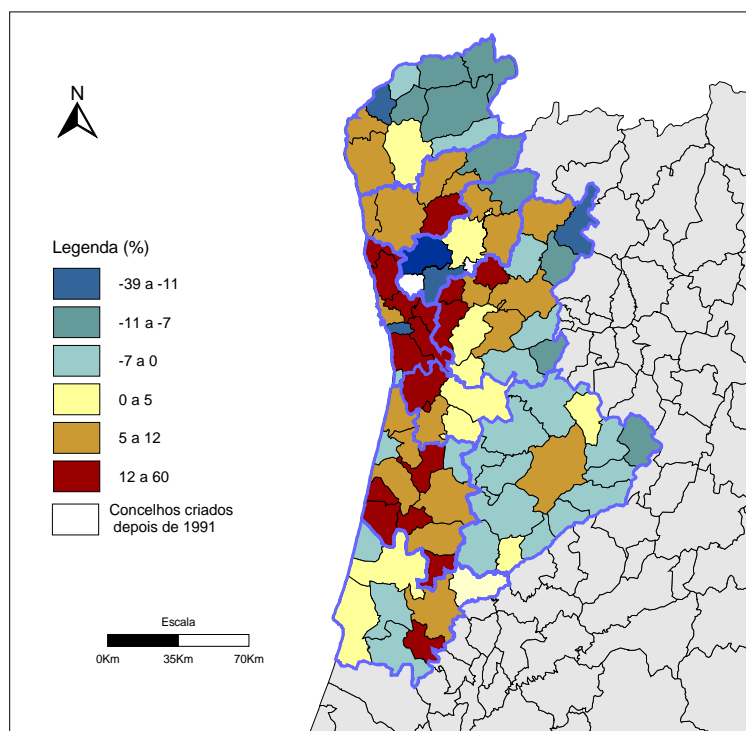 N
Legenda (%)
-39 a -11
-11 a -7
-7 a 0
0 a 5
5 a 12
12 a 60
Concelhos criados
depois de 1991
Escala
0Km 35Km 70Km